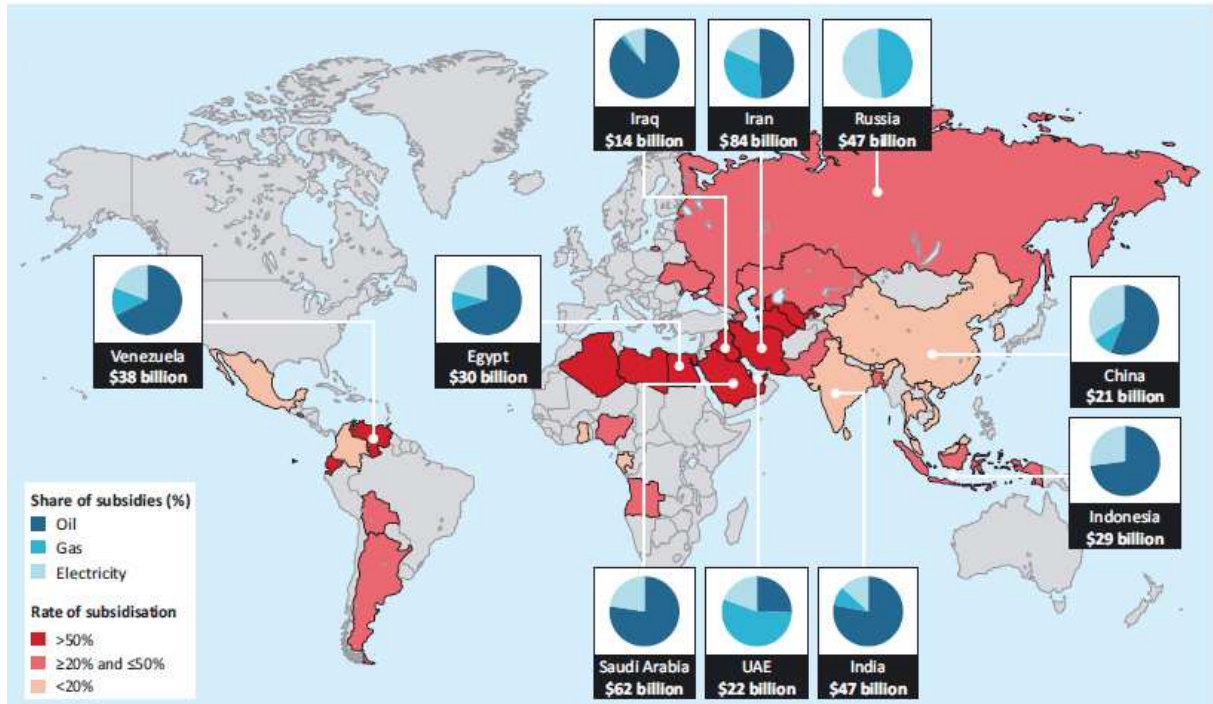 Iraq
$14 billion
Iran
$84 billion
Russia
$47 billion
Venezuela
$38 billion
Egypt
$30 billion
China
$21 billion
Indonesia
$29 billion
Saudi Arabia
$62 billion
UAE
$22 billion
India
$47 billion
Share of subsidies (%)
Oil
Gas
Electricity
Rate of subsidisation
>50%
≥20% and ≤50%
<20%